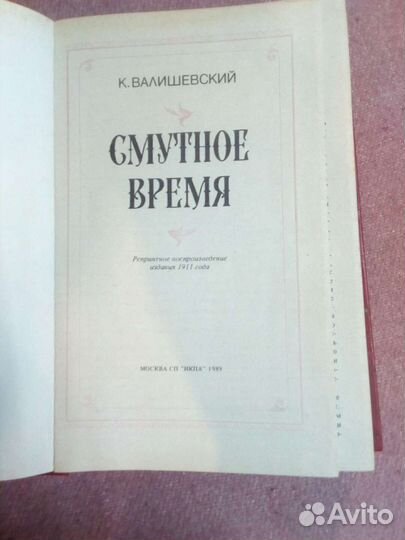 К. ВАЛИШЕВСКИЙ
СМУТНОЕ
ВРЕМЯ
Репринтное воспроизведение
издания 1911 года
МОСКВА СП "ИКПА" 1989
Avito